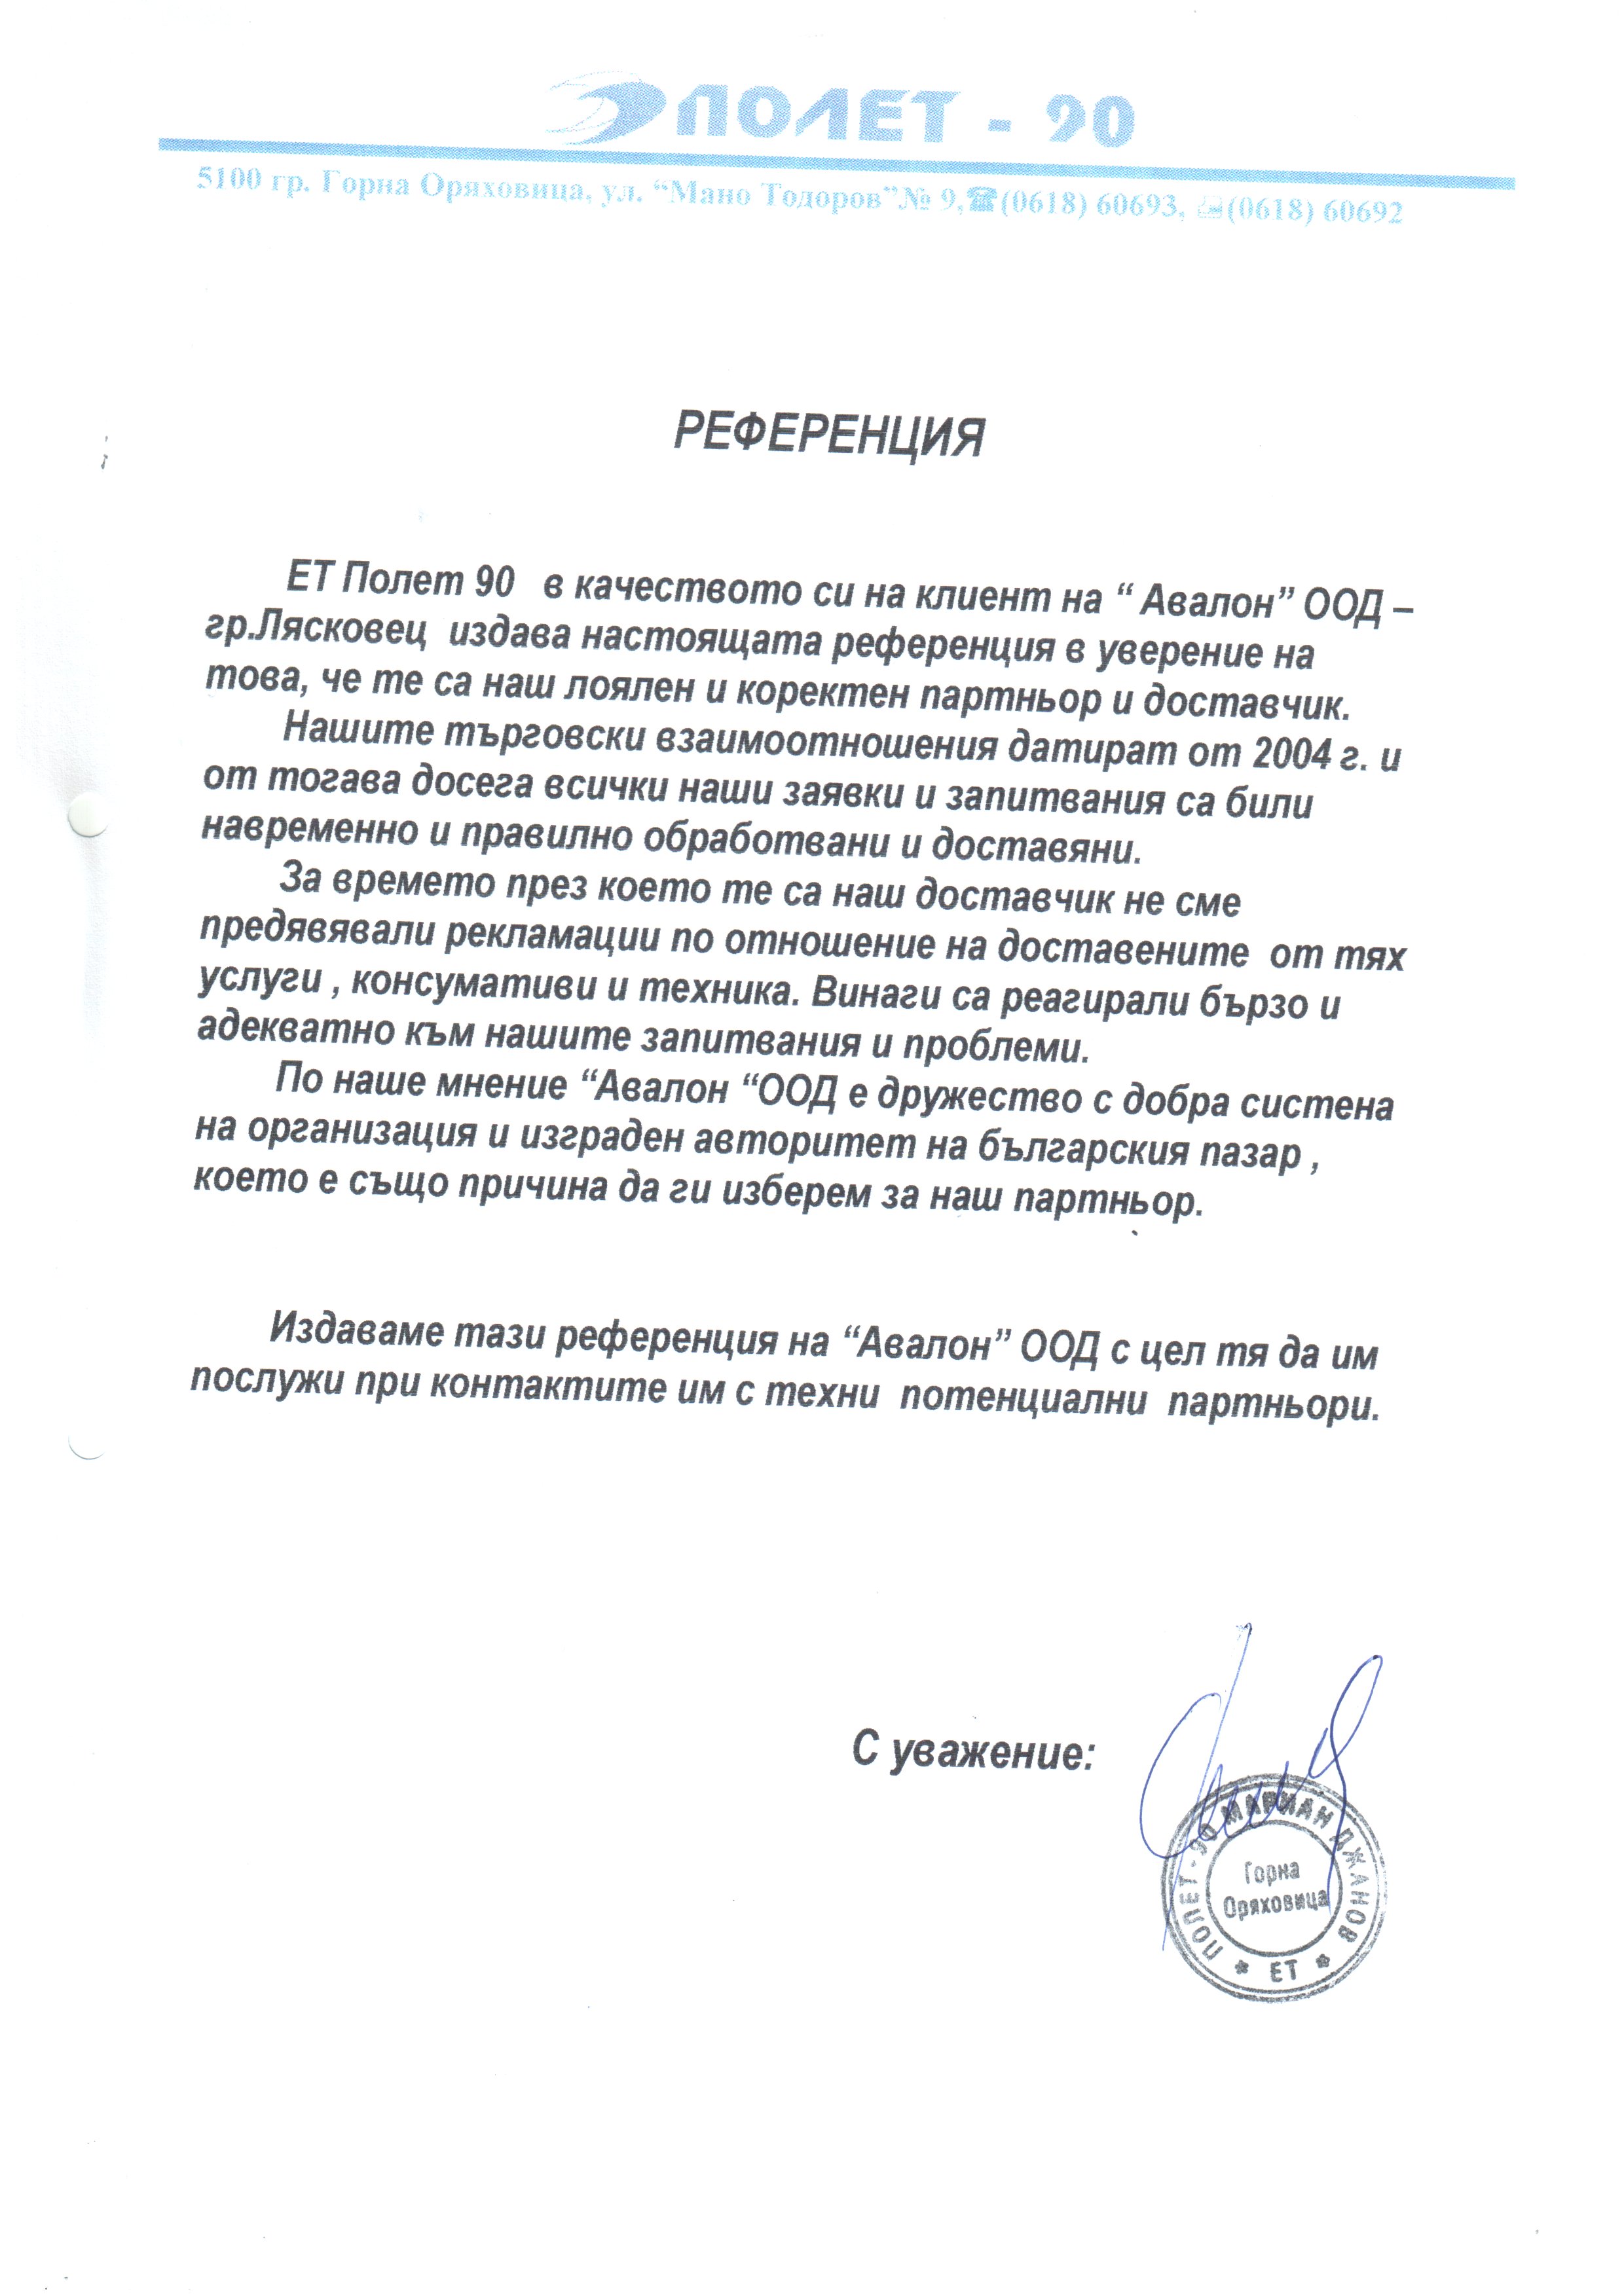 ПОЛЕТ - 90
5100 гр. Горна Оряховица, ул. “Мано Тодоров”№ 9,☎(0618) 60693, (0618) 60692
РЕФЕРЕНЦИЯ
ЕТ Полет 90 в качеството си на клиент на “ Авалон” ООД –
гр.Лясковец издава настоящата референция в уверение на
това, че те са наш лоялен и коректен партньор и доставчик.
Нашите търговски взаимоотношения датират от 2004 г. и
от тогава досега всички наши заявки и запитвания са били
навременно и правилно обработвани и доставяни.
За времето през което те са наш доставчик не сме
предявявали рекламации по отношение на доставените от тях
услуги , консумативи и техника. Винаги са реагирали бързо и
адекватно към нашите запитвания и проблеми.
По наше мнение “Авалон “ООД е дружество с добра систена
на организация и изграден авторитет на българския пазар ,
което е също причина да ги изберем за наш партньор.
Издаваме тази референция на “Авалон” ООД с цел тя да им
послужи при контактите им с техни потенциални партньори.
С уважение:
ПОЛЕТ - 90 МАРИАН ДЖАНОВ
Горна
Оряховица
* ЕТ *